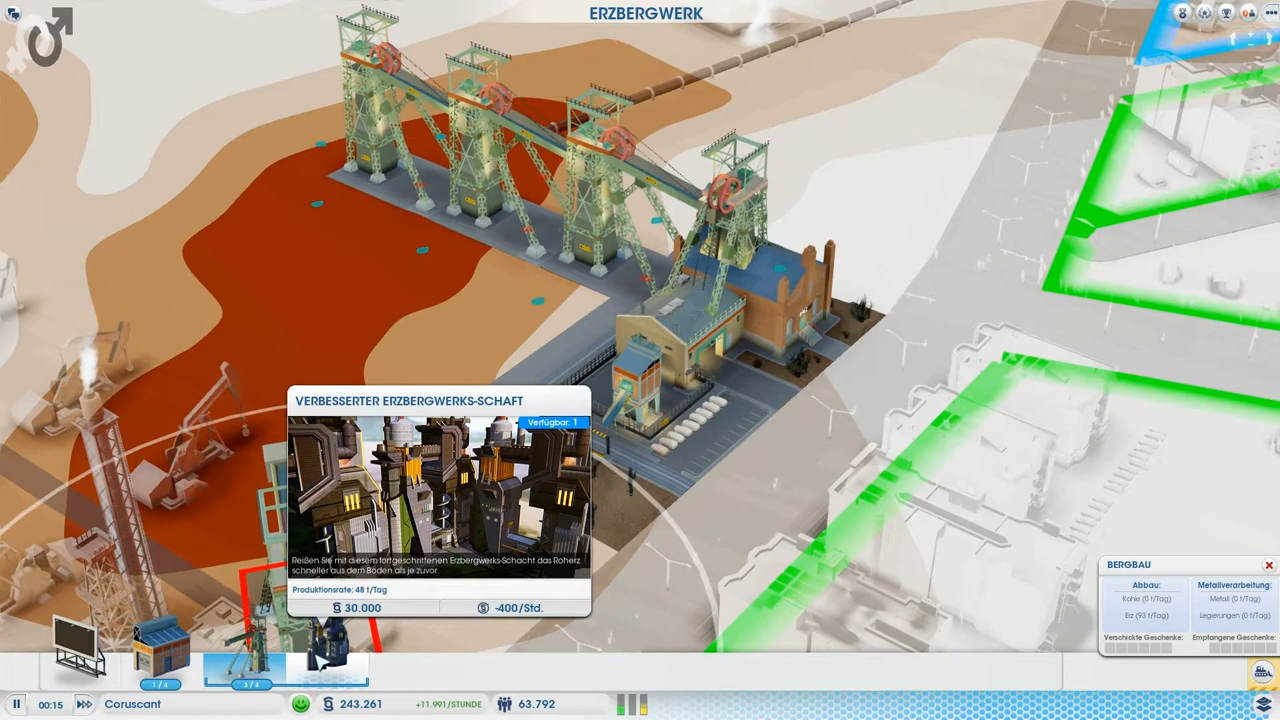 ERZBERGWERK
VERBESSERTER ERZBERGWERKS-SCHAFT
Verfügbar: 1
Reißen Sie mit diesem fortgeschrittenen Erzbergwerks-Schacht das Roherz
schneller aus dem Boden als je zuvor.
Produktionsrate: 48 t/Tag
30.000
-400/Std.
BERGBAU
Abbau:
Metallverarbeitung:
Kohle (0 t/Tag)
Metall (0 t/Tag)
Erz (93 t/Tag)
Legierungen (0 t/Tag)
Verschickte Geschenke:
Empfangene Geschenke:
1 / 4
3 / 4
00:15
Coruscant
243.261
+11.991/STUNDE
63.792